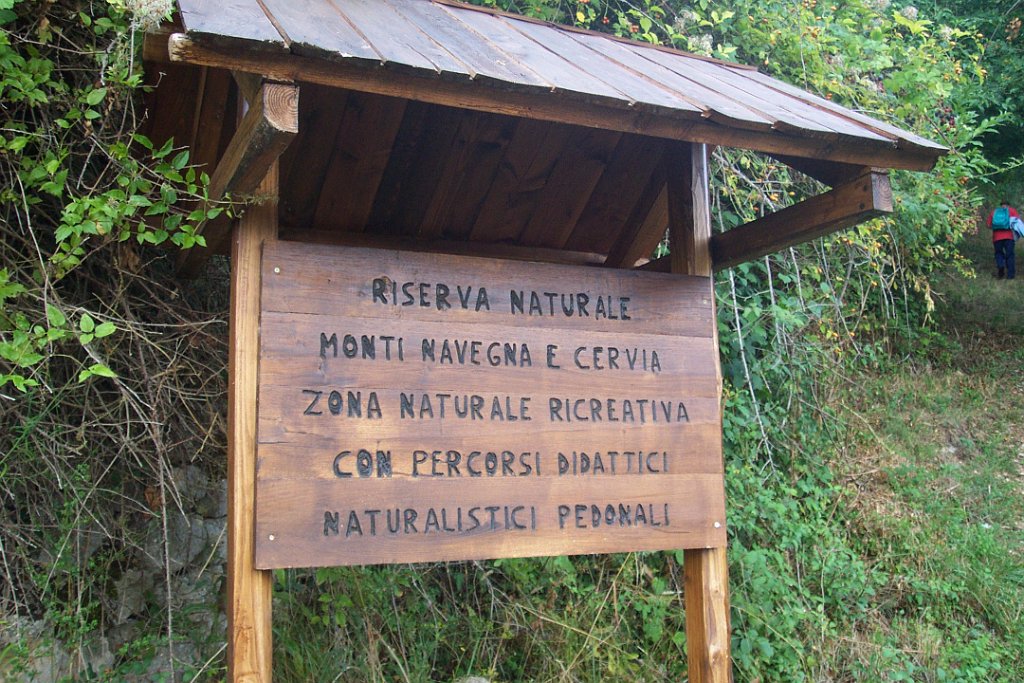 RISERVA NATURALE
MONTI NAVEGNA E CERVIA
ZONA NATURALE RICREATIVA
CON PERCORSI DIDATTICI
NATURALISTICI PEDONALI